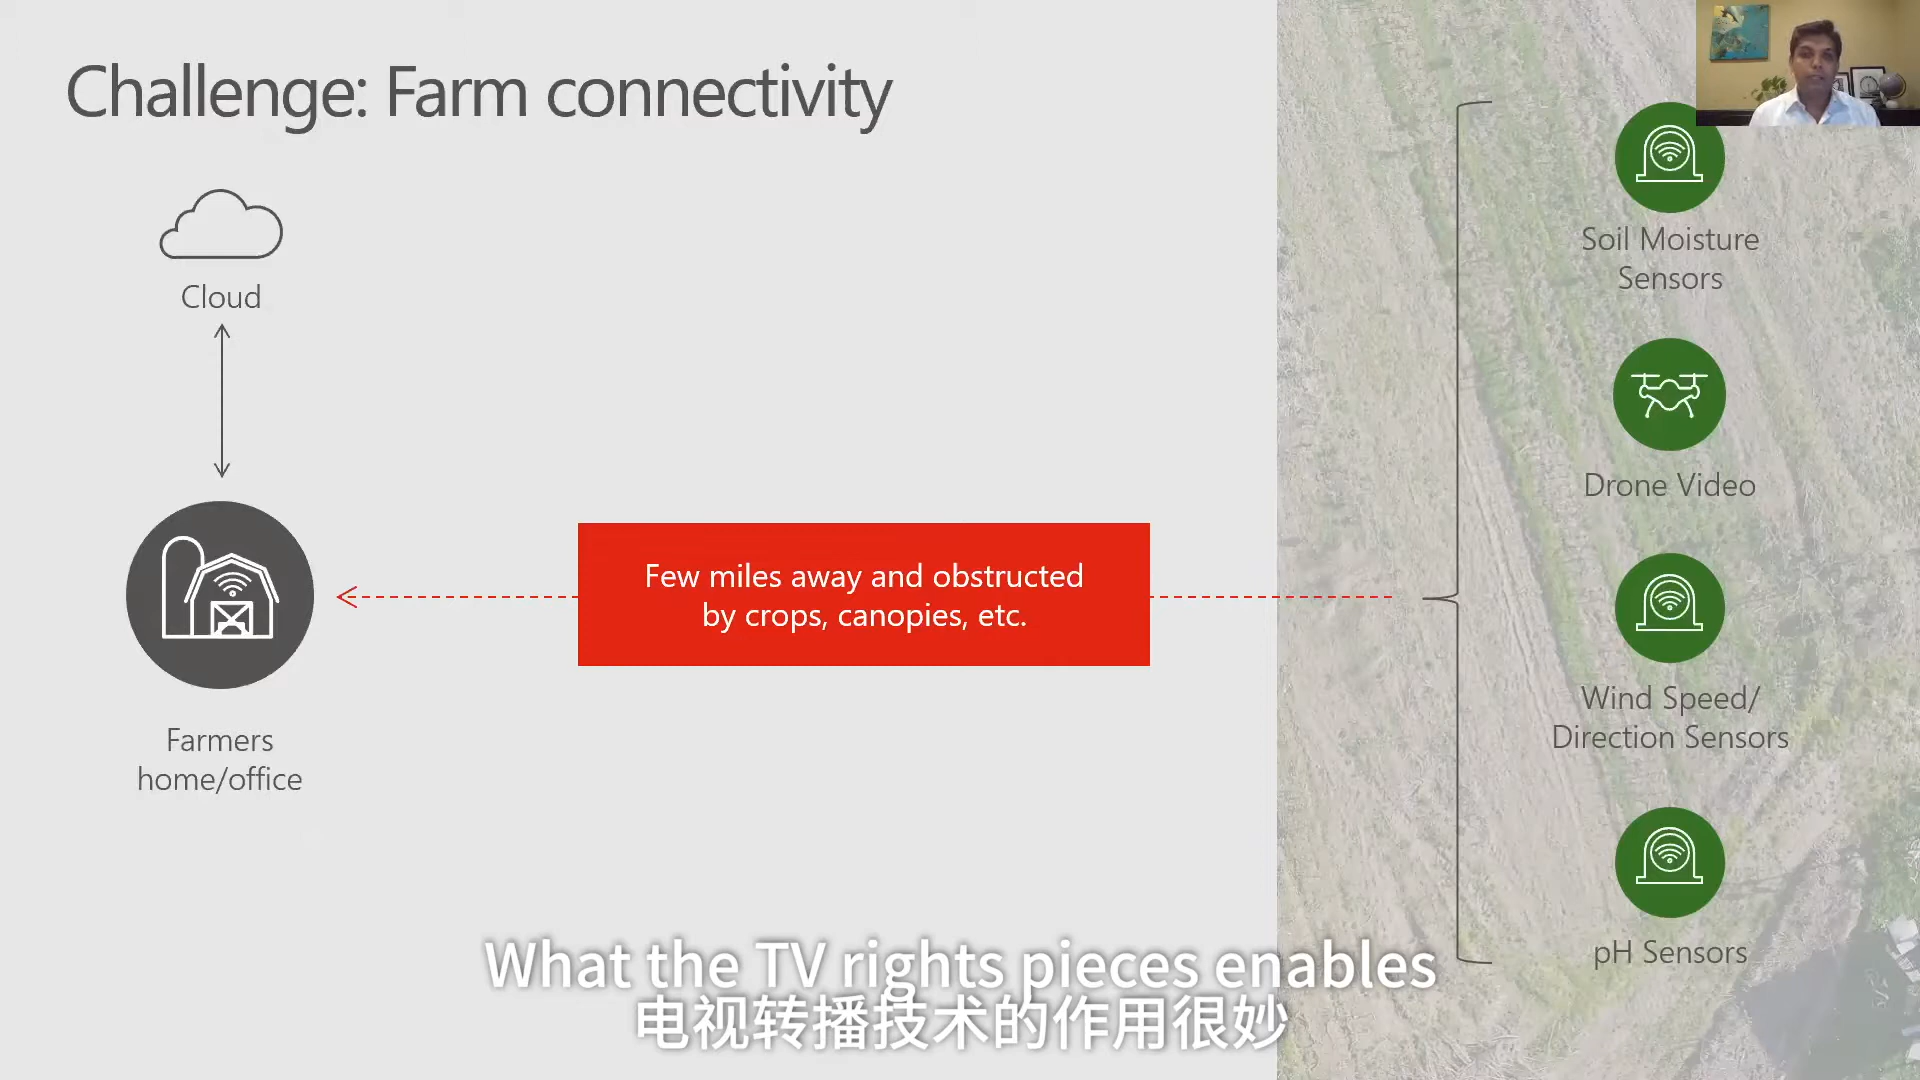 Challenge: Farm connectivity
Cloud
Farmers
home/office
Few miles away and obstructed
by crops, canopies, etc.
Soil Moisture
Sensors
Drone Video
Wind Speed/
Direction Sensors
pH Sensors
What the TV rights pieces enables
电视转播技术的作用很妙